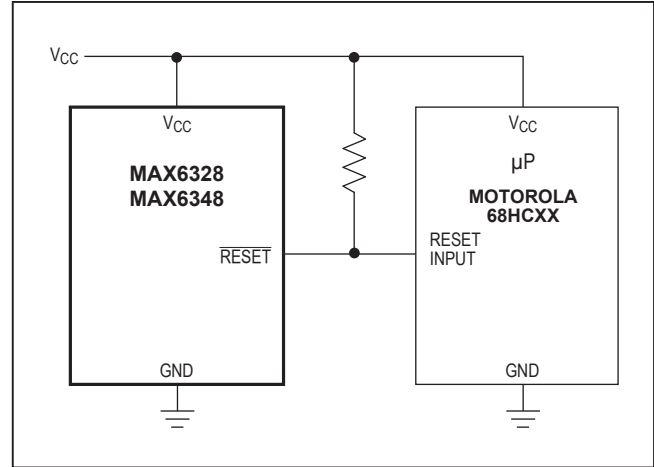 VCC
VCC
MAX6328
MAX6348
RESET
GND
VCC
µP
MOTOROLA
68HCXX
RESET
INPUT
GND